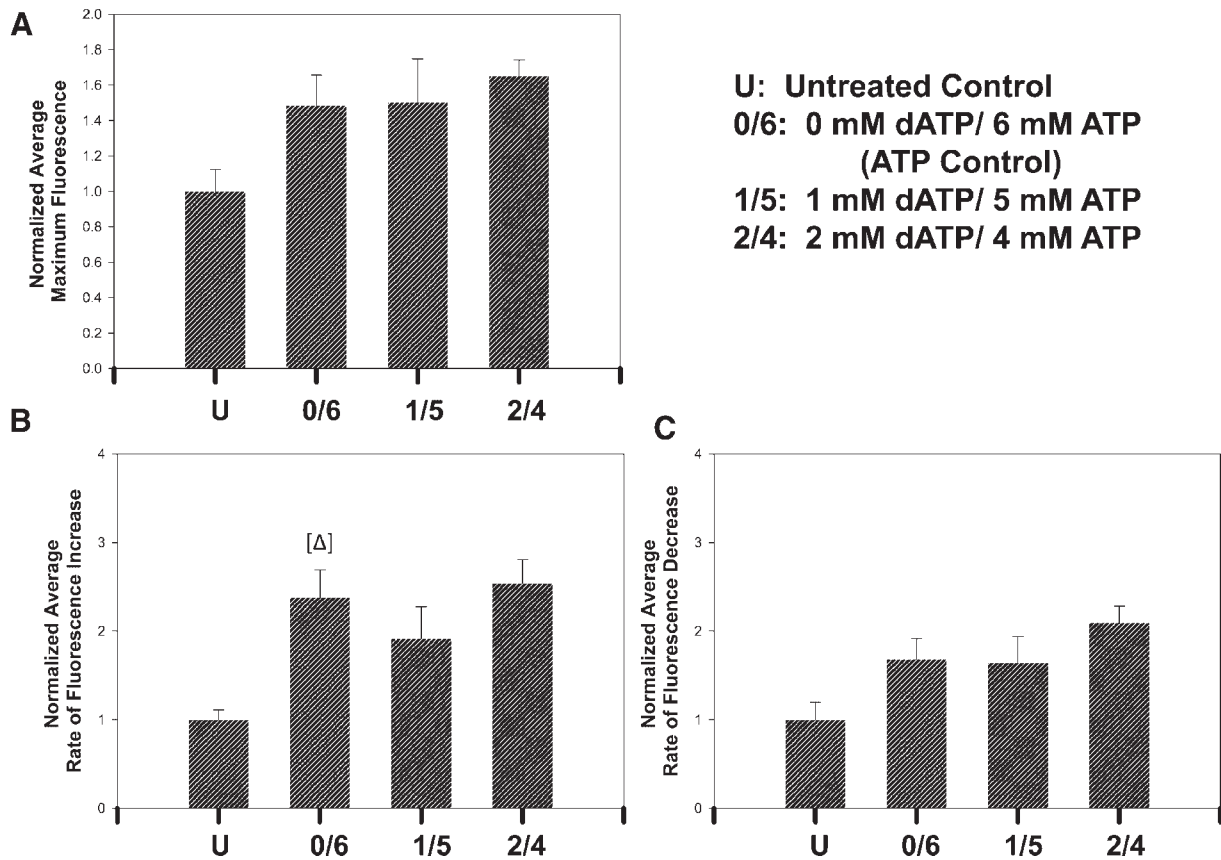 A
Normalized Average
Maximum Fluorescence
2.0
1.8
1.6
1.4
1.2
1.0
0.8
0.6
0.4
0.2
0.0
U 0/6 1/5 2/4
U: Untreated Control
0/6: 0 mM dATP/ 6 mM ATP
(ATP Control)
1/5: 1 mM dATP/ 5 mM ATP
2/4: 2 mM dATP/ 4 mM ATP
B
Normalized Average
Rate of Fluorescence Increase
4
3
2
1
0
[Δ]
U 0/6 1/5 2/4
C
Normalized Average
Rate of Fluorescence Decrease
4
3
2
1
0
U 0/6 1/5 2/4